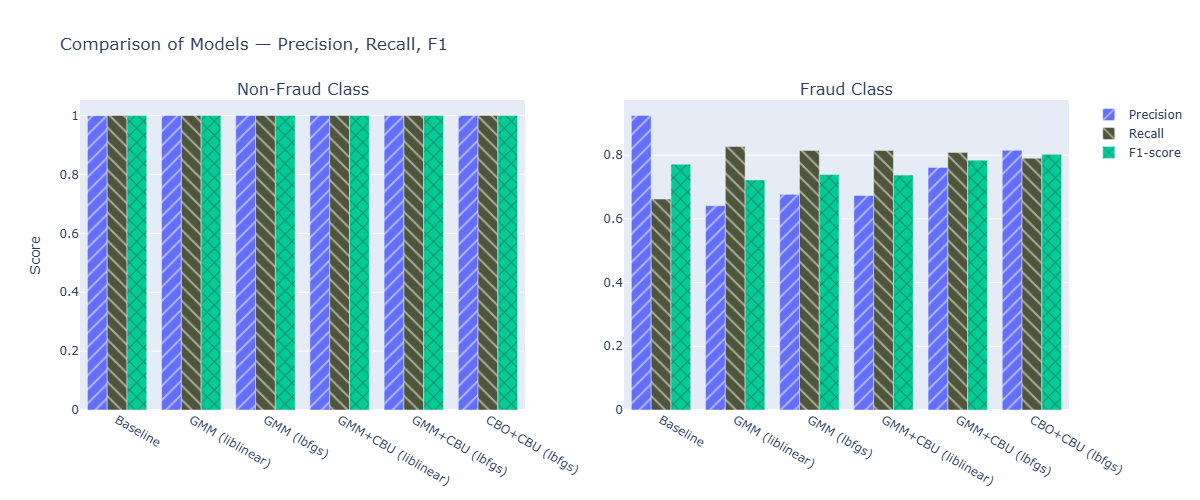 Comparison of Models — Precision, Recall, F1
Non-Fraud Class
Score
1
0.8
0.6
0.4
0.2
0
Baseline
GMM (liblinear)
GMM (lbfgs)
GMM+CBU (liblinear)
GMM+CBU (lbfgs)
CBO+CBU (lbfgs)
Fraud Class
0.8
0.6
0.4
0.2
0
Baseline
GMM (liblinear)
GMM (lbfgs)
GMM+CBU (liblinear)
GMM+CBU (lbfgs)
CBO+CBU (lbfgs)
Precision
Recall
F1-score